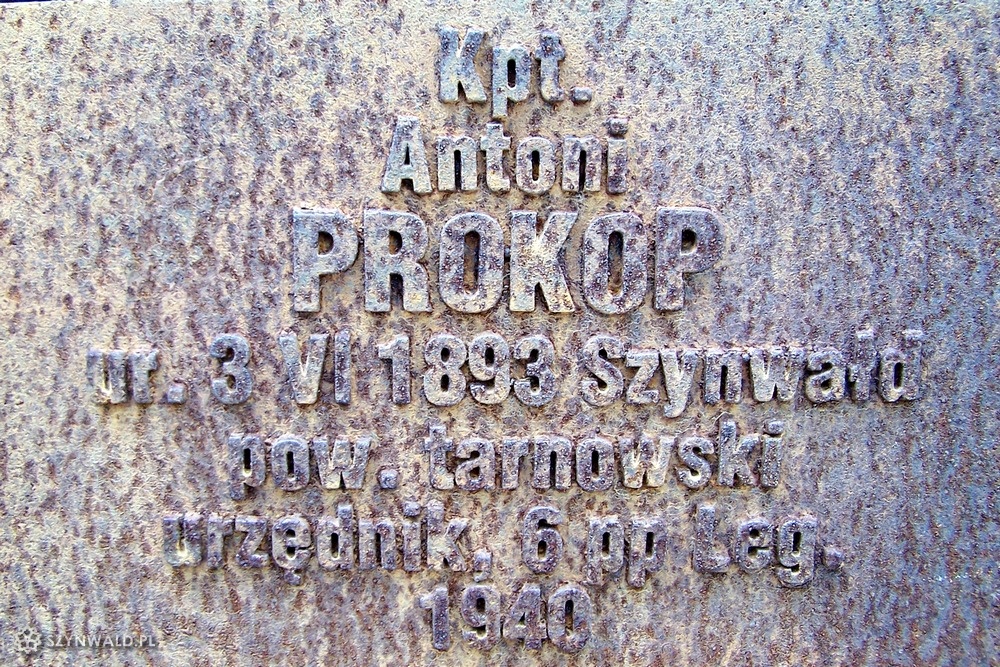 Kpt.
Antoni
PROKOP
ur. 3 VI 1893 Szynwałd
pow. tarnowski
urzędnik, 6 pp Leg.
1940
SZYNWALD.PL